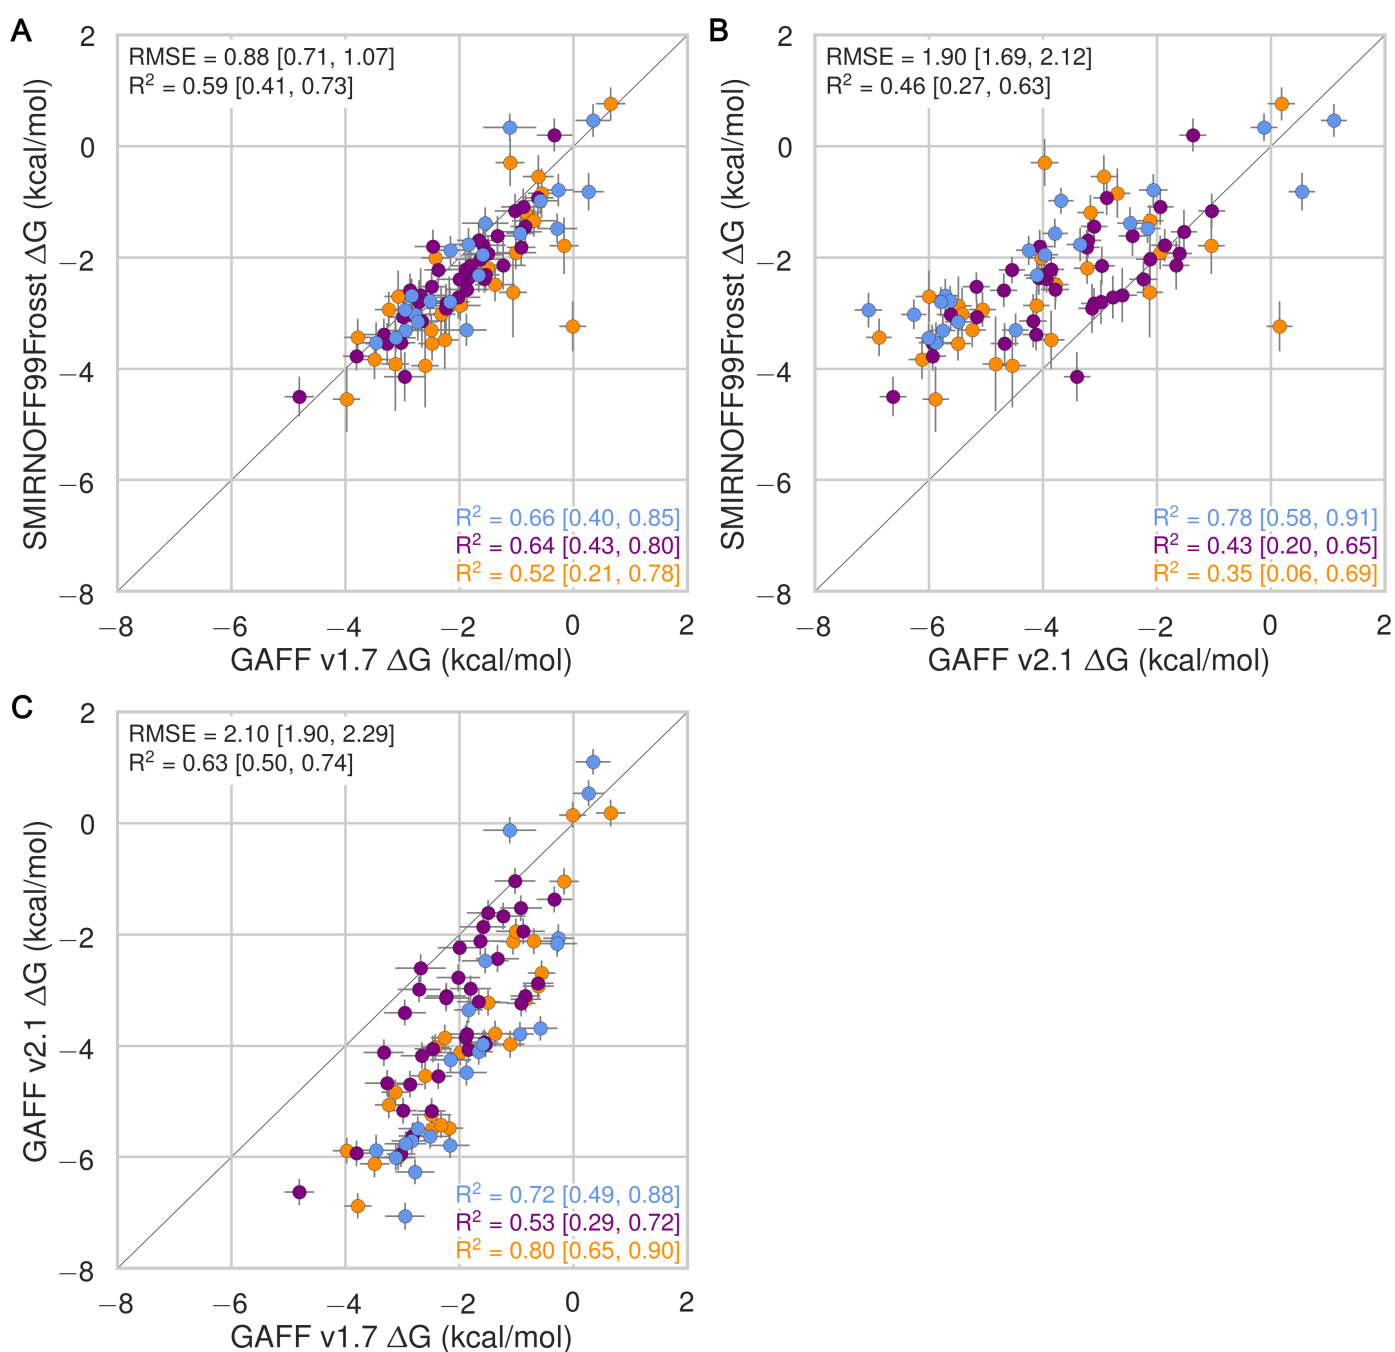 A
RMSE = 0.88 [0.71, 1.07]
R² = 0.59 [0.41, 0.73]
SMIRNOFF99Frosst ΔG (kcal/mol)
2
0
−2
−4
−6
−8
R² = 0.66 [0.40, 0.85]
R² = 0.64 [0.43, 0.80]
R² = 0.52 [0.21, 0.78]
−8 −6 −4 −2 0 2
GAFF v1.7 ΔG (kcal/mol)
B
RMSE = 1.90 [1.69, 2.12]
R² = 0.46 [0.27, 0.63]
SMIRNOFF99Frosst ΔG (kcal/mol)
2
0
−2
−4
−6
−8
R² = 0.78 [0.58, 0.91]
R² = 0.43 [0.20, 0.65]
R² = 0.35 [0.06, 0.69]
−8 −6 −4 −2 0 2
GAFF v2.1 ΔG (kcal/mol)
C
RMSE = 2.10 [1.90, 2.29]
R² = 0.63 [0.50, 0.74]
GAFF v2.1 ΔG (kcal/mol)
2
0
−2
−4
−6
−8
R² = 0.72 [0.49, 0.88]
R² = 0.53 [0.29, 0.72]
R² = 0.80 [0.65, 0.90]
−8 −6 −4 −2 0 2
GAFF v1.7 ΔG (kcal/mol)